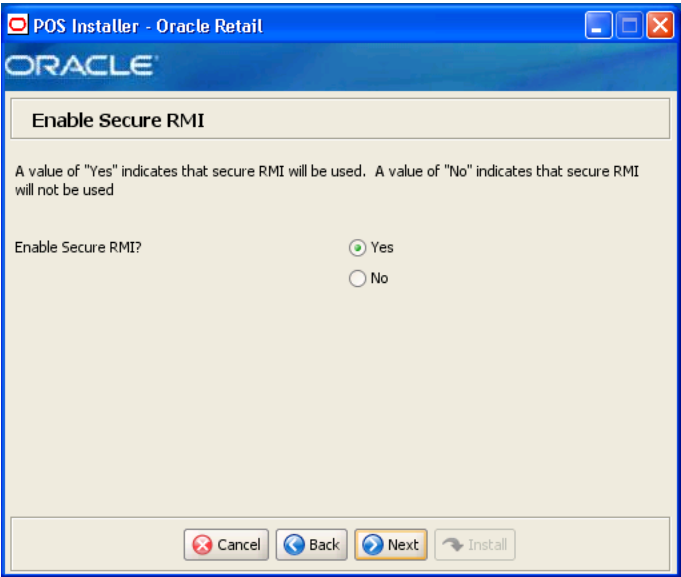 POS Installer - Oracle Retail
ORACLE
Enable Secure RMI
A value of "Yes" indicates that secure RMI will be used. A value of "No" indicates that secure RMI
will not be used
Enable Secure RMI?
Yes
No
Cancel
Back
Next
Install